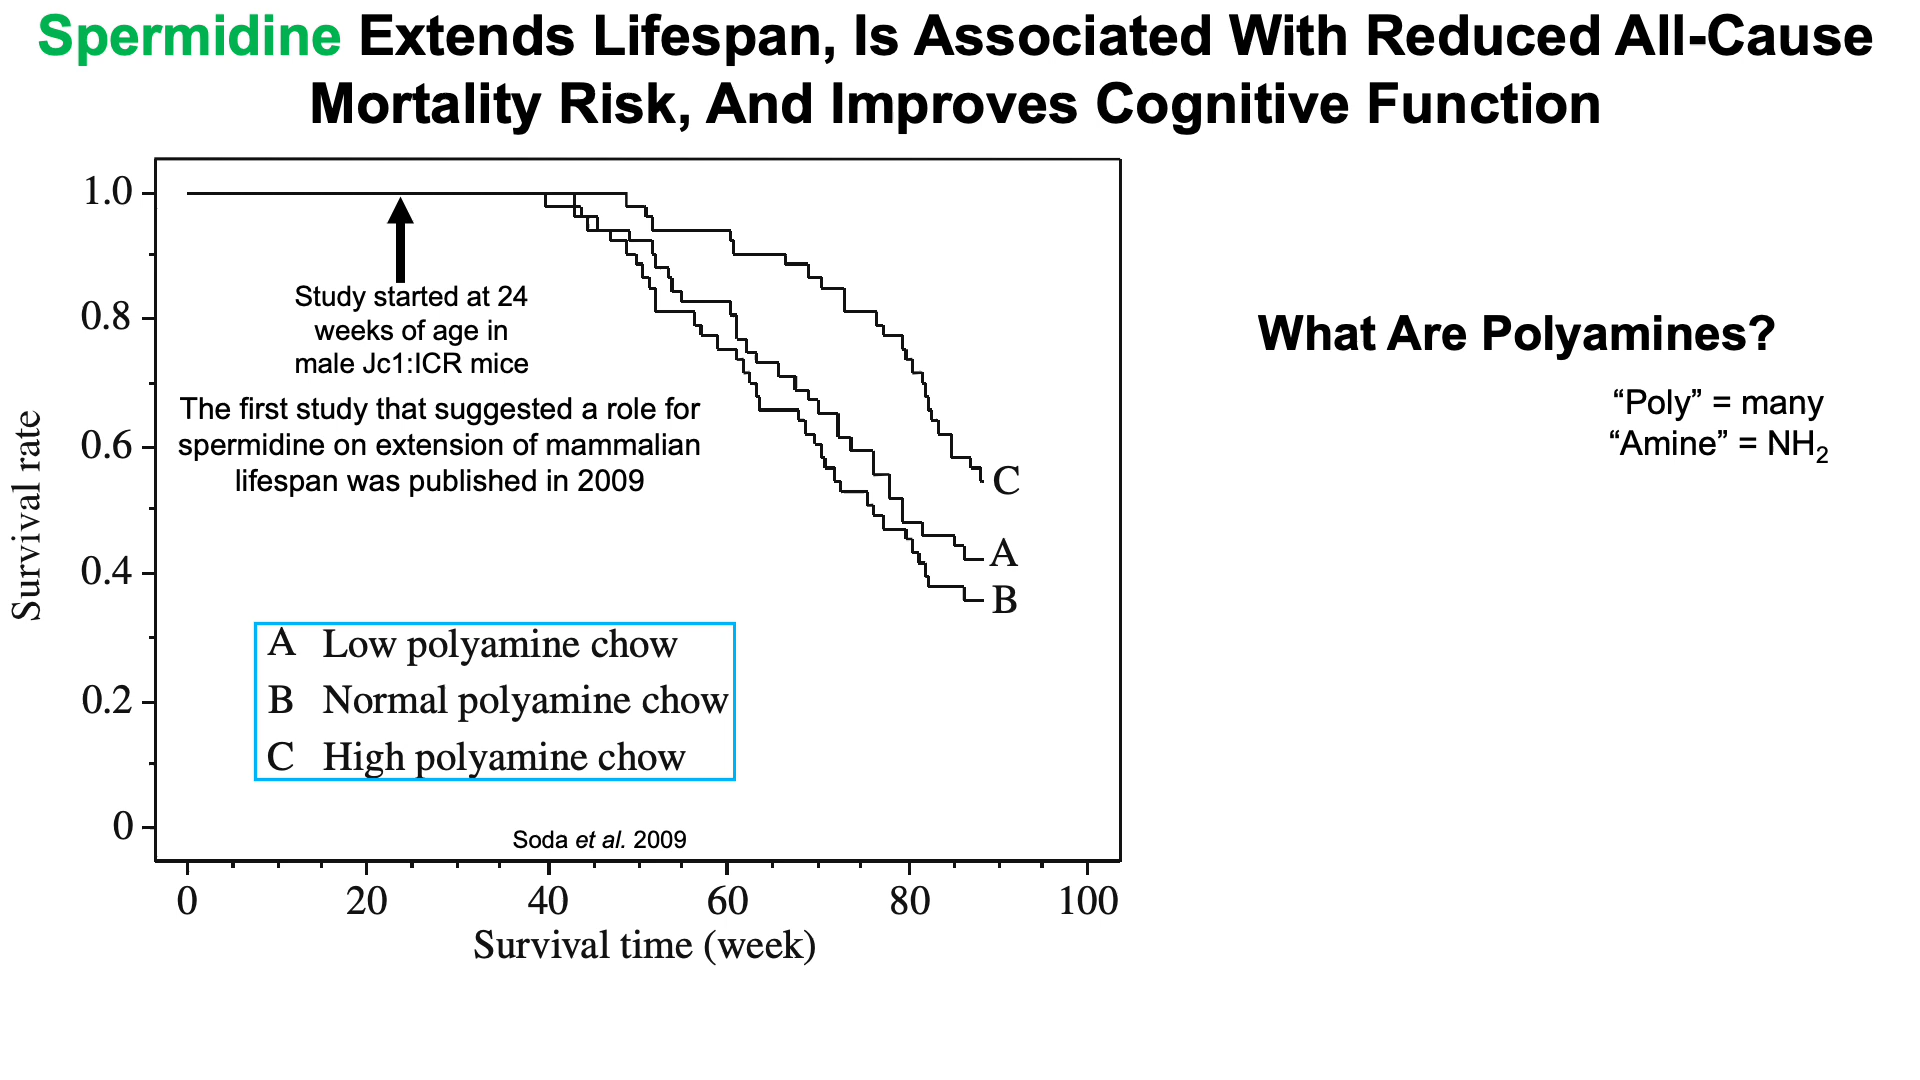 Spermidine Extends Lifespan, Is Associated With Reduced All-Cause
Mortality Risk, And Improves Cognitive Function
1.0
0.8
0.6
0.4
0.2
0
Survival rate
Study started at 24
weeks of age in
male Jc1:ICR mice
The first study that suggested a role for
spermidine on extension of mammalian
lifespan was published in 2009
C
A
B
A Low polyamine chow
B Normal polyamine chow
C High polyamine chow
Soda et al. 2009
0 20 40 60 80 100
Survival time (week)
What Are Polyamines?
“Poly” = many
“Amine” = NH₂